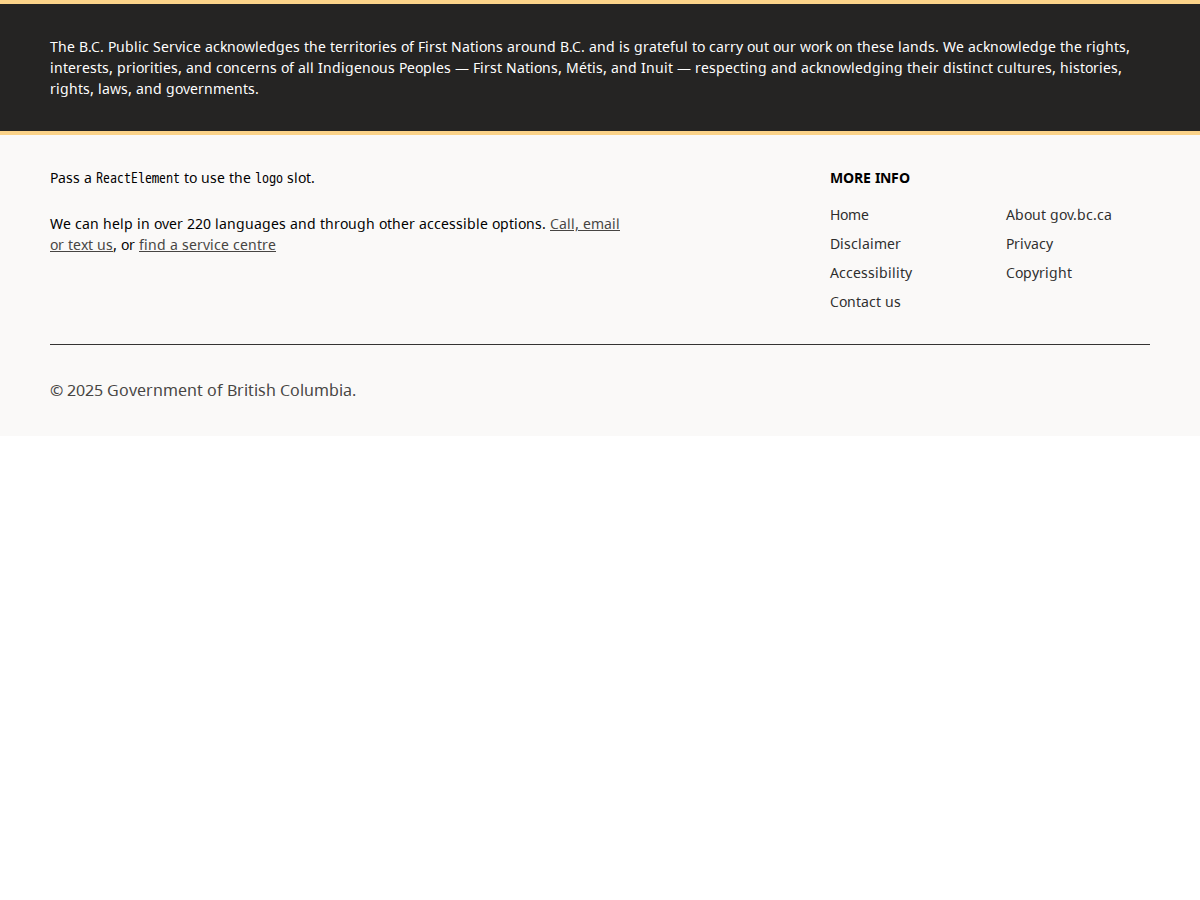 The B.C. Public Service acknowledges the territories of First Nations around B.C. and is grateful to carry out our work on these lands. We acknowledge the rights,
interests, priorities, and concerns of all Indigenous Peoples — First Nations, Métis, and Inuit — respecting and acknowledging their distinct cultures, histories,
rights, laws, and governments.
Pass a ReactElement to use the logo slot.
We can help in over 220 languages and through other accessible options. Call, email
or text us, or find a service centre
MORE INFO
Home
Disclaimer
Accessibility
Contact us
About gov.bc.ca
Privacy
Copyright
© 2025 Government of British Columbia.